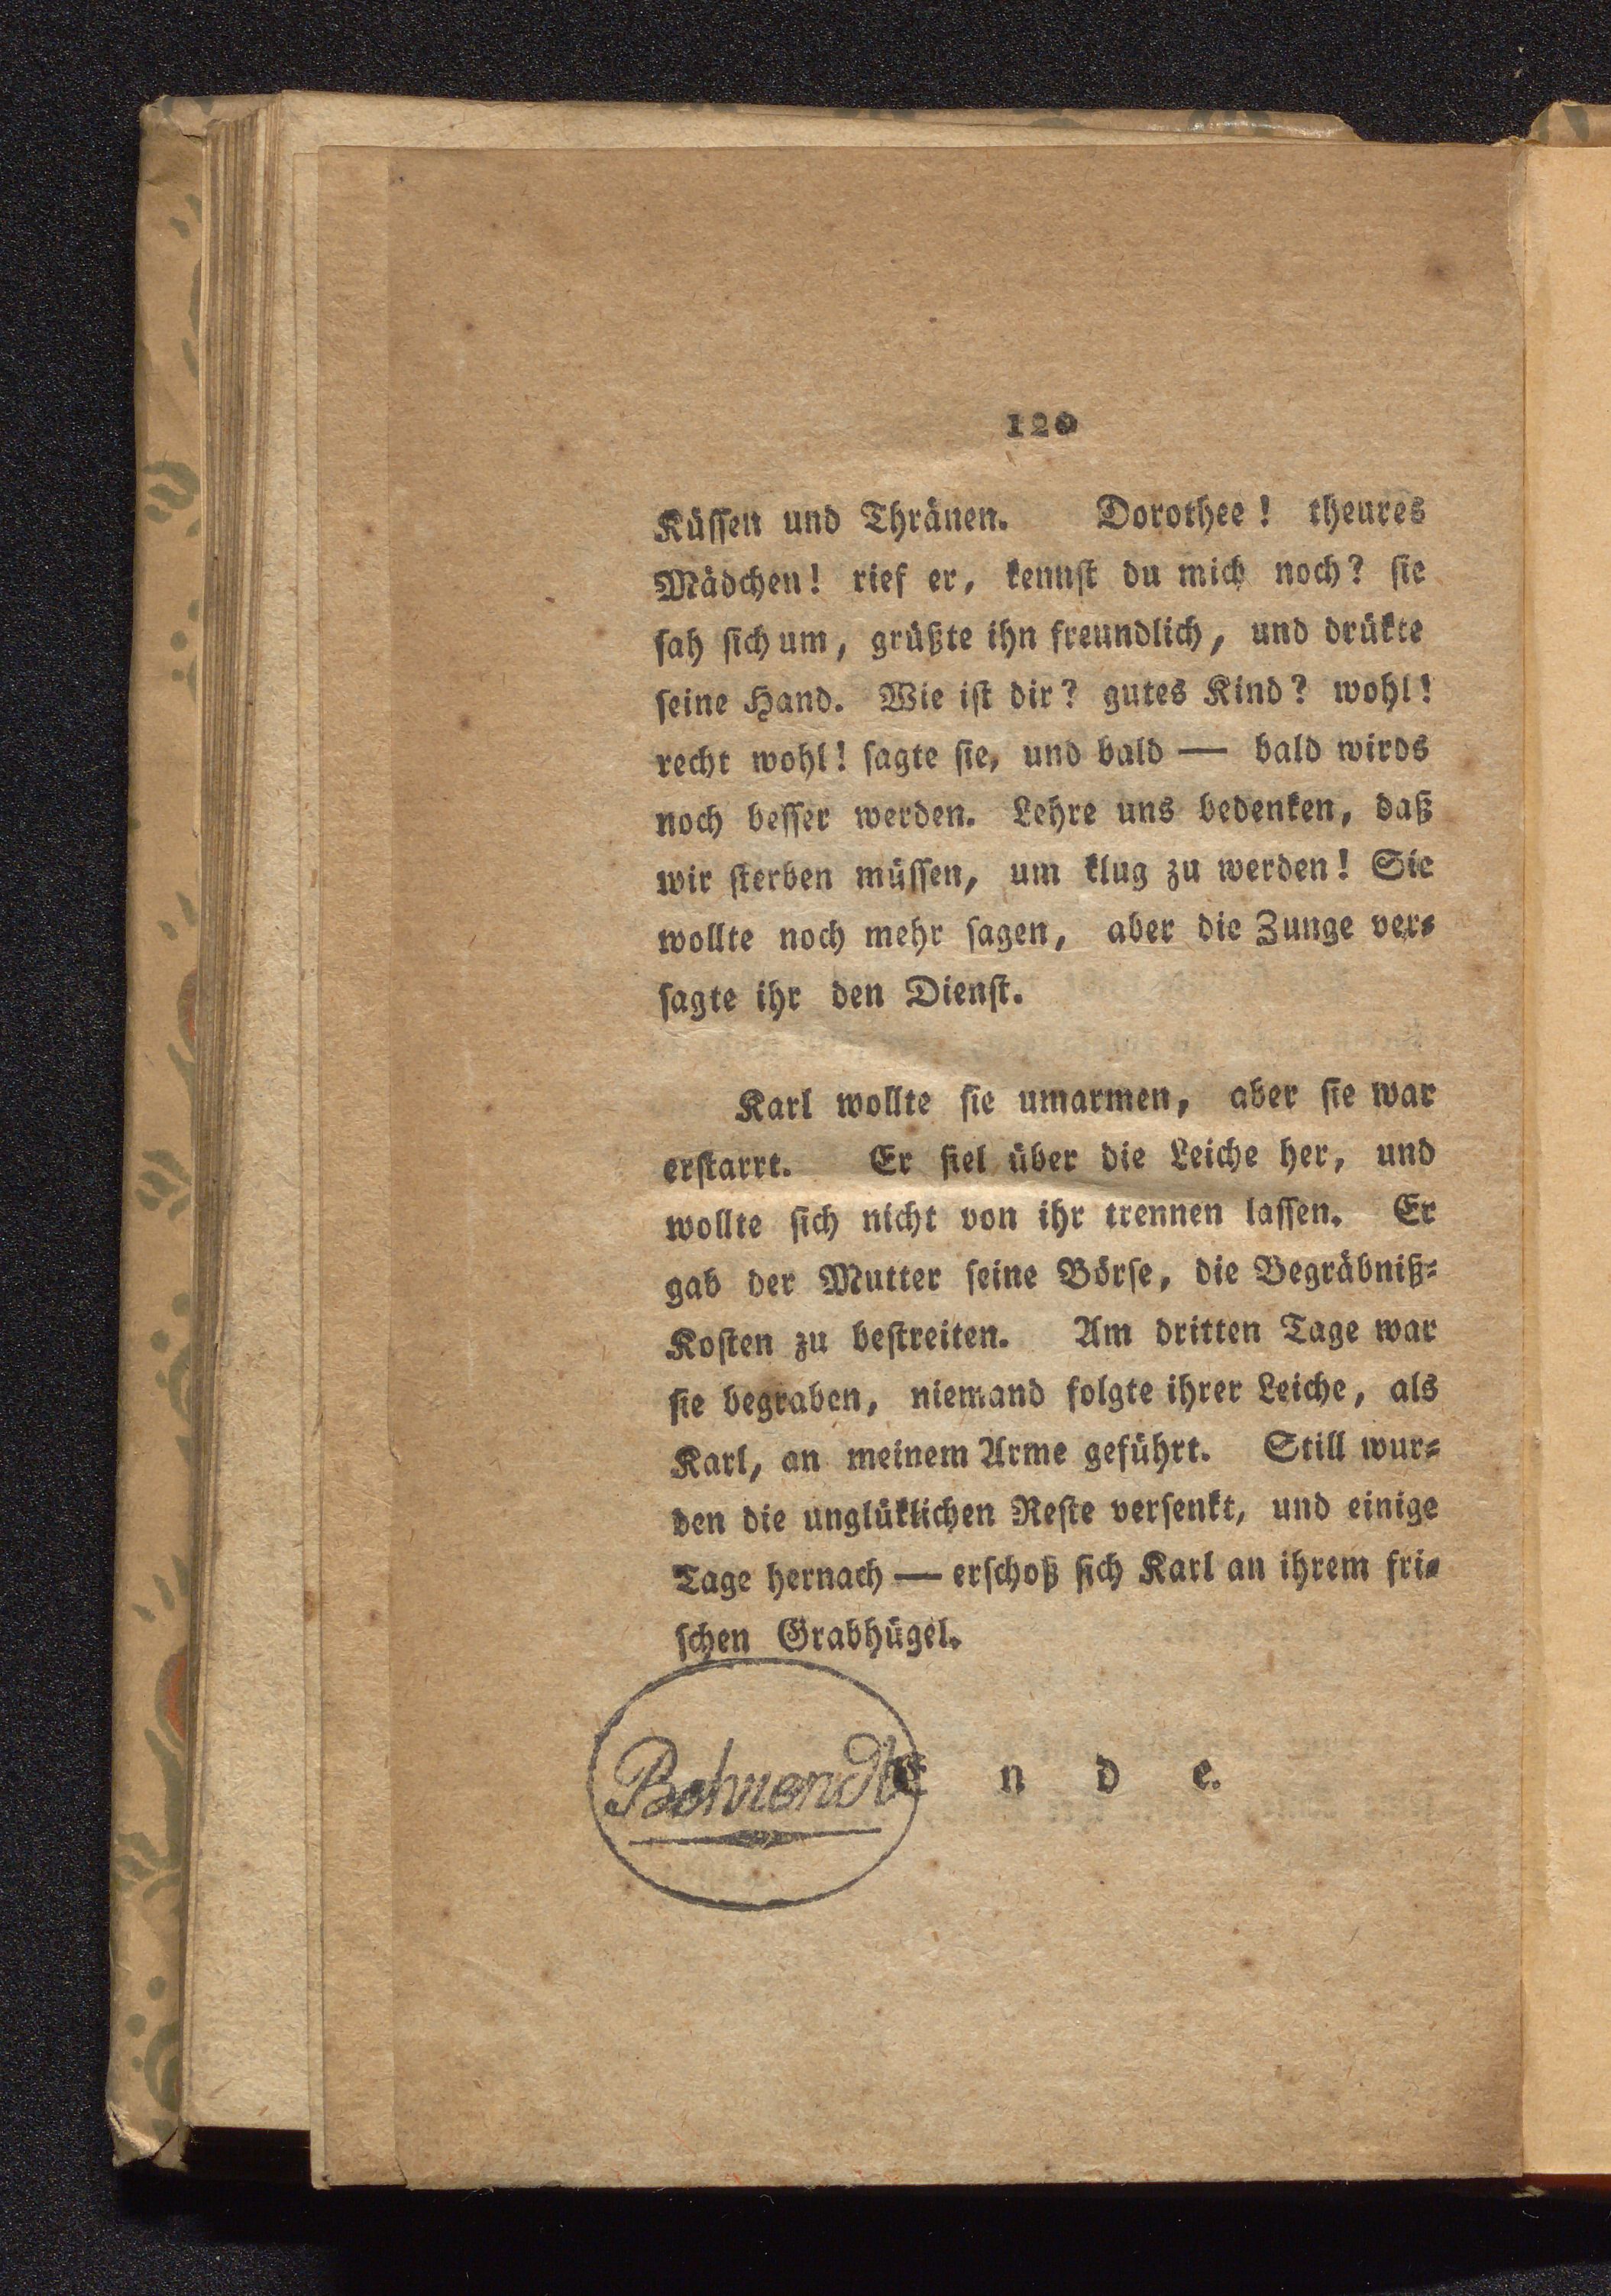 120
Küssen und Thränen. Dorothee! theures
Mädchen! rief er, kennst du mich noch? sie
sah sich um, grüßte ihn freundlich, und drükte
seine Hand. Wie ist dir? gutes Kind? wohl!
recht wohl! sagte sie, und bald — bald wirds
noch besser werden. Lehre uns bedenken, daß
wir sterben müssen, um klug zu werden! Sie
wollte noch mehr sagen, aber die Zunge ver-
sagte ihr den Dienst.
Karl wollte sie umarmen, aber sie war
erstarrt. Er fiel über die Leiche her, und
wollte sich nicht von ihr trennen lassen. Er
gab der Mutter seine Börse, die Begräbniß-
Kosten zu bestreiten. Am dritten Tage war
sie begraben, niemand folgte ihrer Leiche, als
Karl, an meinem Arme geführt. Still wur-
den die unglüklichen Reste versenkt, und einige
Tage hernach — erschoß sich Karl an ihrem fri-
schen Grabhügel.
Behrendt
E n d e.